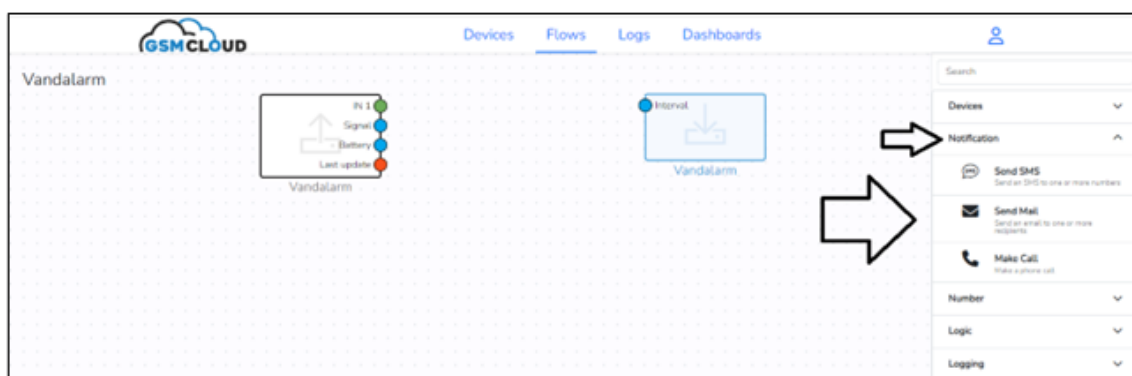 GSMCLOUD
Devices
Flows
Logs
Dashboards
Vandalarm
IN 1
Signal
Battery
Last update
Vandalarm
Interval
Vandalarm
Search
Devices
Notification
SMS
Send SMS
Send an SMS to one or more numbers
Send Mail
Send an email to one or more
recipients
Make Call
Make a phone call
Number
Logic
Logging